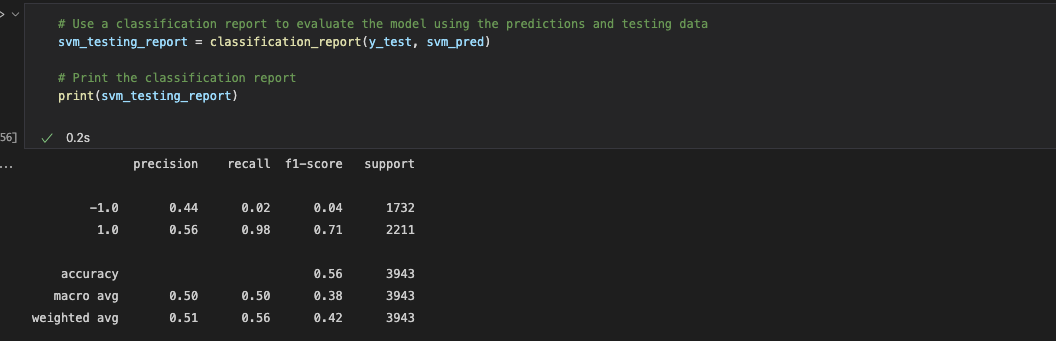 # Use a classification report to evaluate the model using the predictions and testing data
svm_testing_report = classification_report(y_test, svm_pred)
# Print the classification report
print(svm_testing_report)
56] ✓ 0.2s
... precision recall f1-score support
-1.0 0.44 0.02 0.04 1732
1.0 0.56 0.98 0.71 2211
accuracy 0.56 3943
macro avg 0.50 0.50 0.38 3943
weighted avg 0.51 0.56 0.42 3943